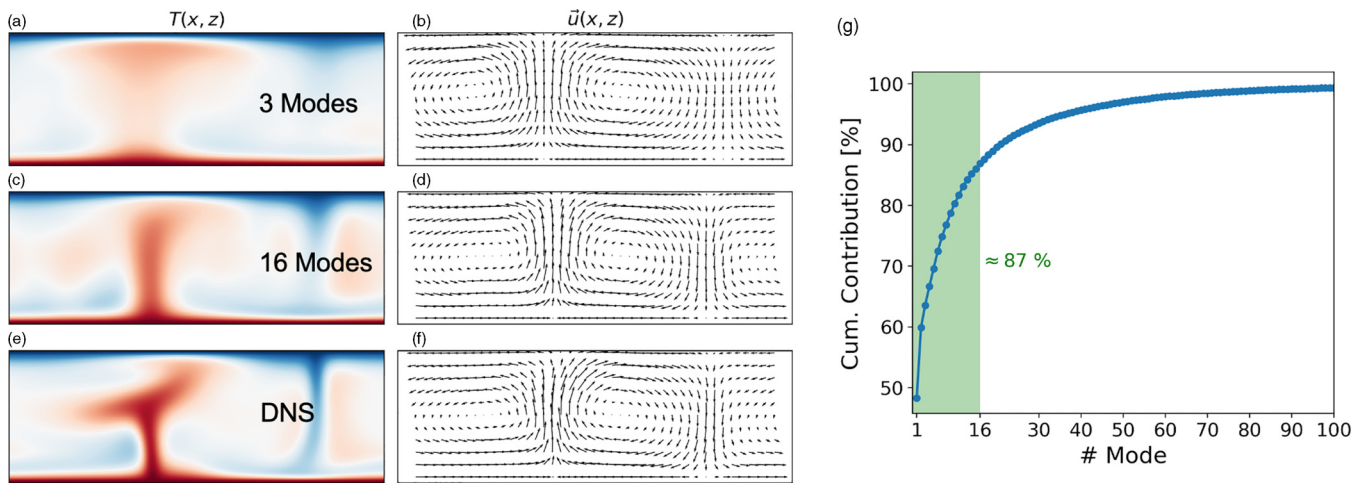 (a)
T(x, z)
(b)
u⃗(x, z)
3 Modes
(c)
(d)
16 Modes
(e)
(f)
DNS
(g)
Cum. Contribution [%]
100
90
80
70
60
50
≈ 87 %
1
16
30
40
50
60
70
80
90
100
# Mode